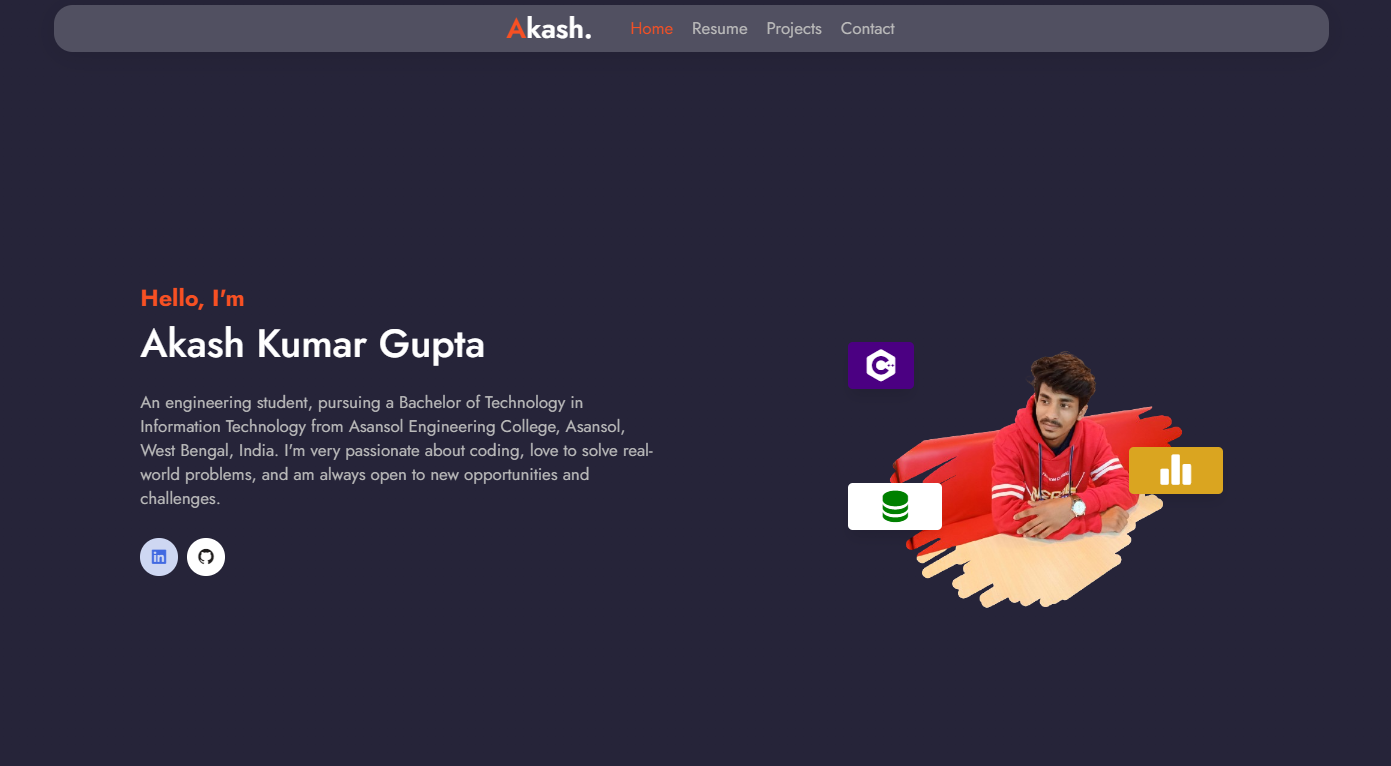 Akash.
Home Resume Projects Contact
Hello, I'm
Akash Kumar Gupta
An engineering student, pursuing a Bachelor of Technology in
Information Technology from Asansol Engineering College, Asansol,
West Bengal, India. I'm very passionate about coding, love to solve real-
world problems, and am always open to new opportunities and
challenges.
in
C++